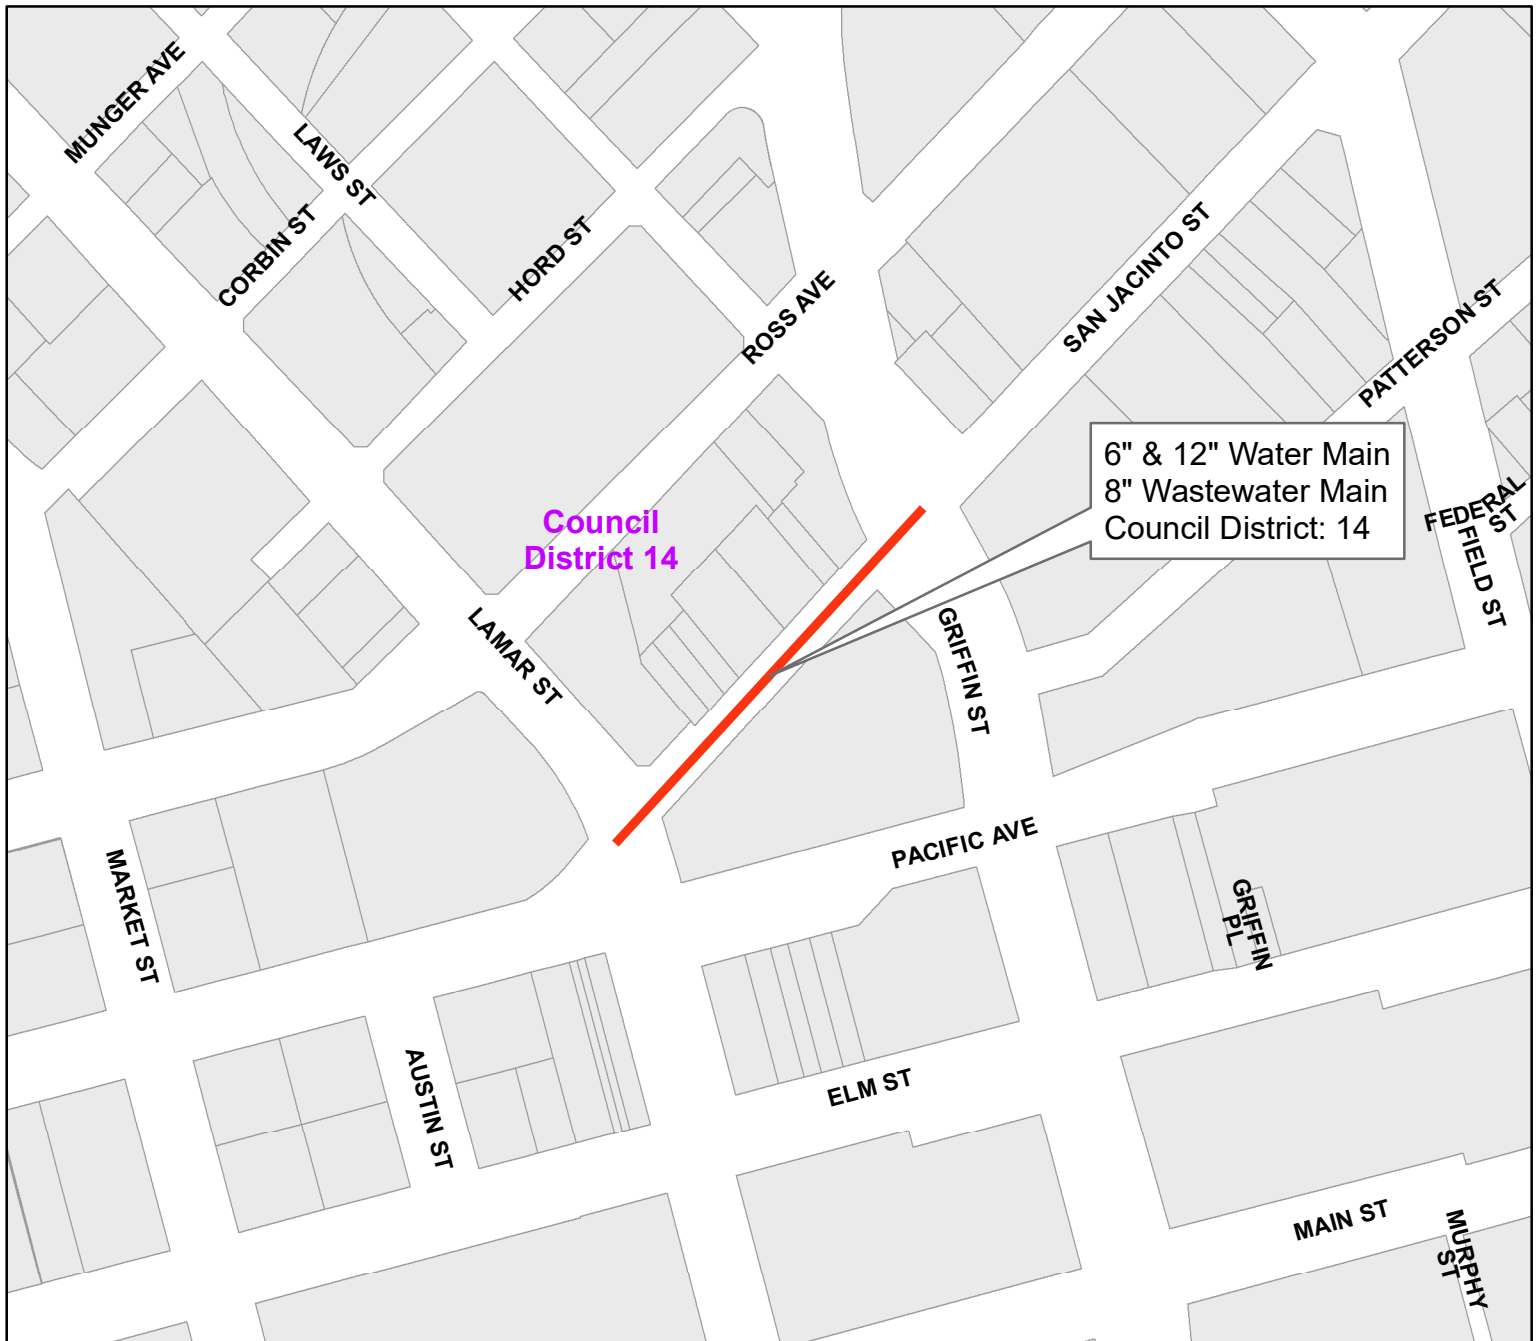 MUNGER AVE
LAWS ST
CORBIN ST
HORD ST
ROSS AVE
SAN JACINTO ST
PATTERSON ST
6" & 12" Water Main
8" Wastewater Main
Council District: 14
FEDERAL
ST
FIELD ST
Council
District 14
LAMAR ST
GRIFFIN ST
PACIFIC AVE
MARKET ST
GRIFFIN
PL
AUSTIN ST
ELM ST
MAIN ST
MURPHY
ST